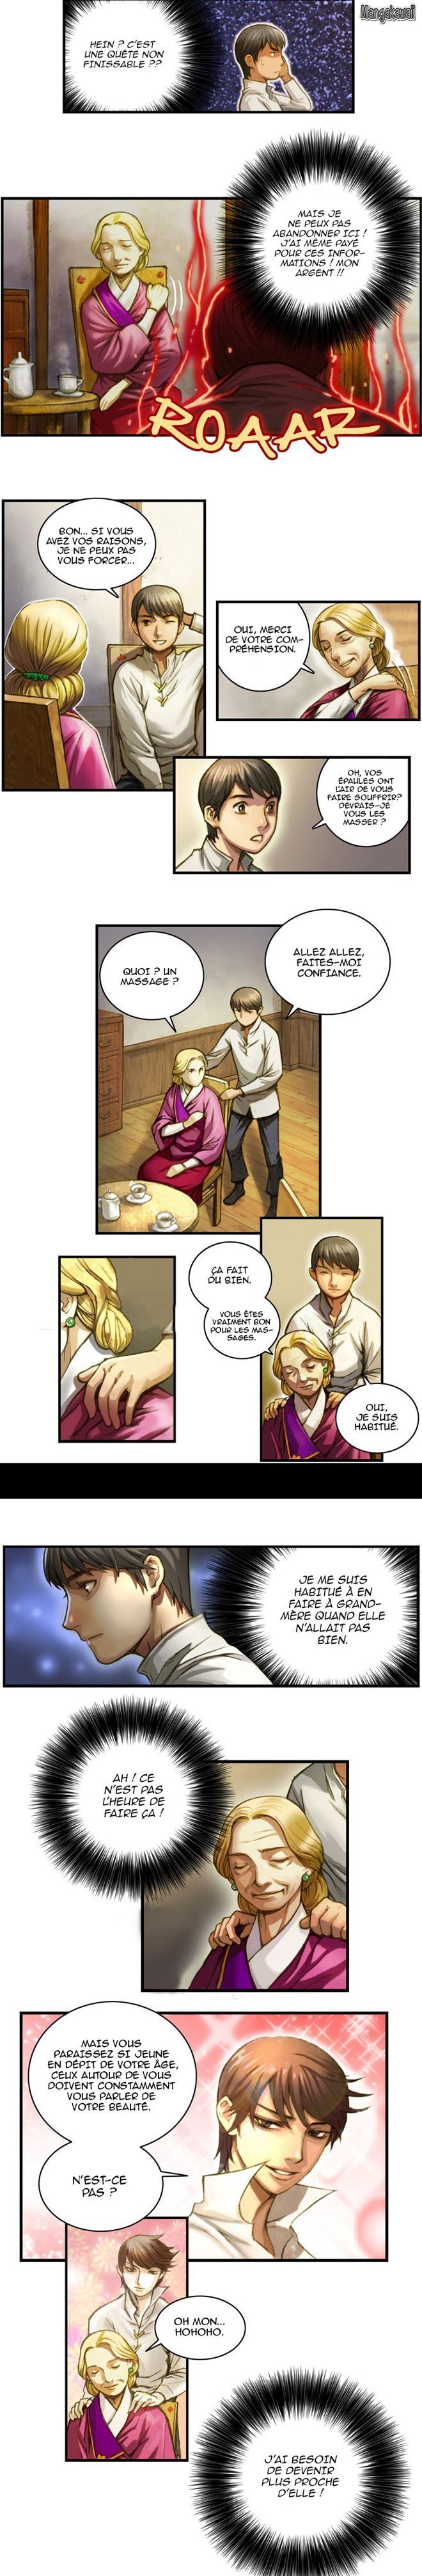 Mangakawaii
HEIN ? C'EST
UNE QUÊTE NON
FINISSABLE ??
MAIS JE
NE PEUX PAS
ABANDONNER ICI !
J'AI MÊME PAYÉ
POUR CES INFOR-
MATIONS ! MON
ARGENT !!
ROAAR
BON... SI VOUS
AVEZ VOS RAISONS,
JE NE PEUX PAS
VOUS FORCER...
OUI, MERCI
DE VOTRE COM-
PRÉHENSION.
OH, VOS
ÉPAULES ONT
L'AIR DE VOUS
FAIRE SOUFFRIR?
DEVRAIS-JE
VOUS LES
MASSER ?
QUOI ? UN
MASSAGE ?
ALLEZ ALLEZ,
FAITES-MOI
CONFIANCE.
ÇA FAIT
DU BIEN.
VOUS ÊTES
VRAIMENT BON
POUR LES MAS-
SAGES.
OUI,
JE SUIS
HABITUÉ.
JE ME SUIS
HABITUÉ À EN
FAIRE À GRAND-
MÈRE QUAND ELLE
N'ALLAIT PAS
BIEN.
AH ! CE
N'EST PAS
L'HEURE DE
FAIRE ÇA !
MAIS VOUS
PARAISSEZ SI JEUNE
EN DÉPIT DE VOTRE ÂGE,
CEUX AUTOUR DE VOUS
DOIVENT CONSTAMMENT
VOUS PARLER DE
VOTRE BEAUTÉ.
N'EST-CE
PAS ?
OH MON...
HOHOHO.
J'AI BESOIN
DE DEVENIR
PLUS PROCHE
D'ELLE !